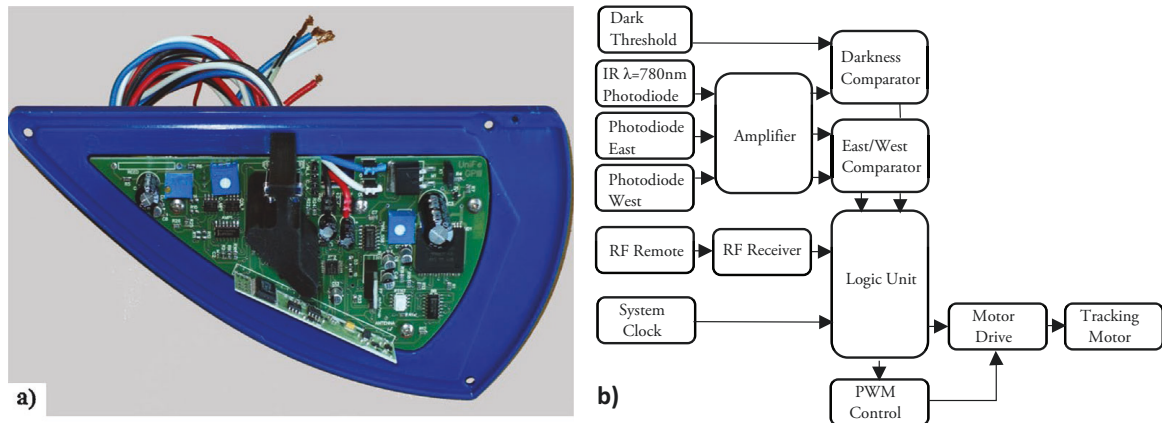 UniFe
a)
Dark
Threshold
IR λ=780nm
Photodiode
Photodiode
East
Photodiode
West
Amplifier
Darkness
Comparator
East/West
Comparator
RF Remote
RF Receiver
Logic Unit
System
Clock
Motor
Drive
Tracking
Motor
PWM
Control
b)